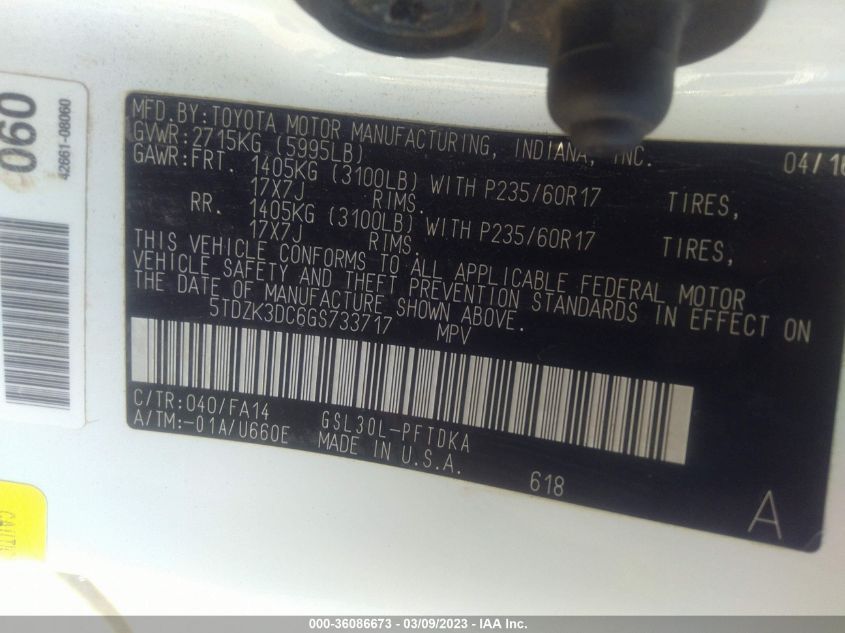 060
42661-08060
MFD.BY:TOYOTA MOTOR MANUFACTURING, INDIANA, INC. 04/16
GVWR:2715KG (5995LB)
GAWR:FRT. 1405KG (3100LB) WITH P235/60R17 TIRES,
17X7J RIMS.
RR. 1405KG (3100LB) WITH P235/60R17 TIRES,
17X7J RIMS.
THIS VEHICLE CONFORMS TO ALL APPLICABLE FEDERAL MOTOR
VEHICLE SAFETY AND THEFT PREVENTION STANDARDS IN EFFECT ON
THE DATE OF MANUFACTURE SHOWN ABOVE.
5TDZK3DC6GS733717 MPV
C/TR:040/FA14 GSL30L-PFTDKA
A/TM:-01A/U660E MADE IN U.S.A.
618
A
000-36086673 - 03/09/2023 - IAA Inc.